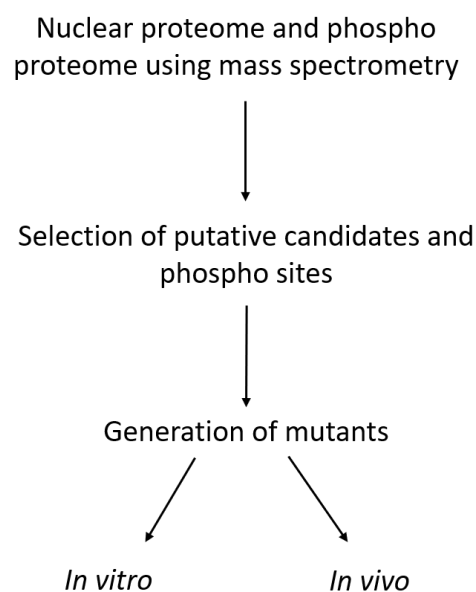 Nuclear proteome and phospho
proteome using mass spectrometry
Selection of putative candidates and
phospho sites
Generation of mutants
In vitro
In vivo